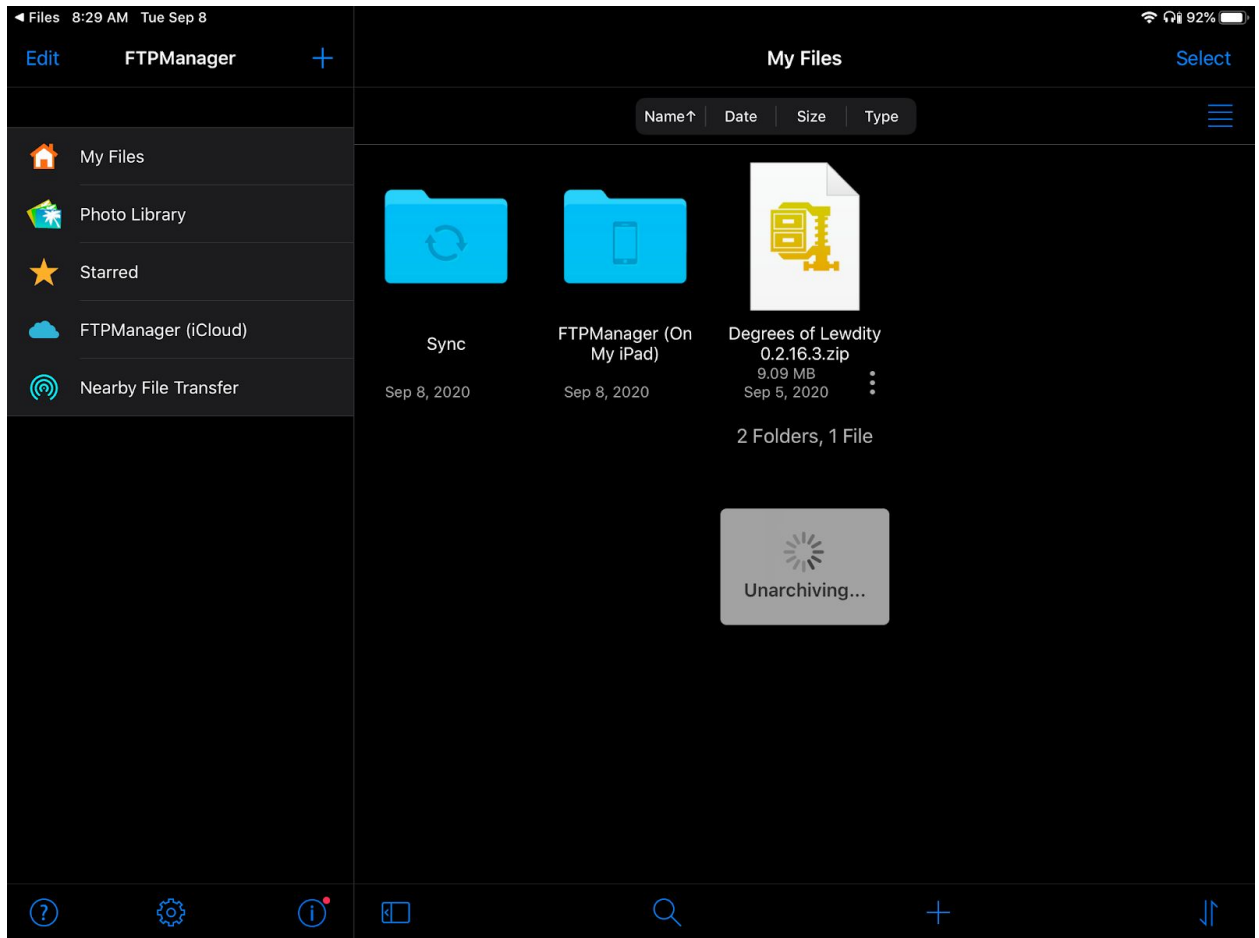 ◀ Files 8:29 AM Tue Sep 8
92%
Edit FTPManager +
My Files Select
Name↑ Date Size Type
My Files
Photo Library
Starred
FTPManager (iCloud)
Nearby File Transfer
Sync
Sep 8, 2020
FTPManager (On
My iPad)
Sep 8, 2020
Degrees of Lewdity
0.2.16.3.zip
9.09 MB
Sep 5, 2020
2 Folders, 1 File
Unarchiving...